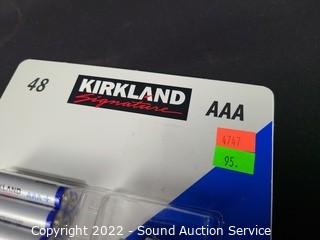 48
KIRKLAND
Signature
AAA
4747
95.
KLAND AAA
Copyright 2022 - Sound Auction Service